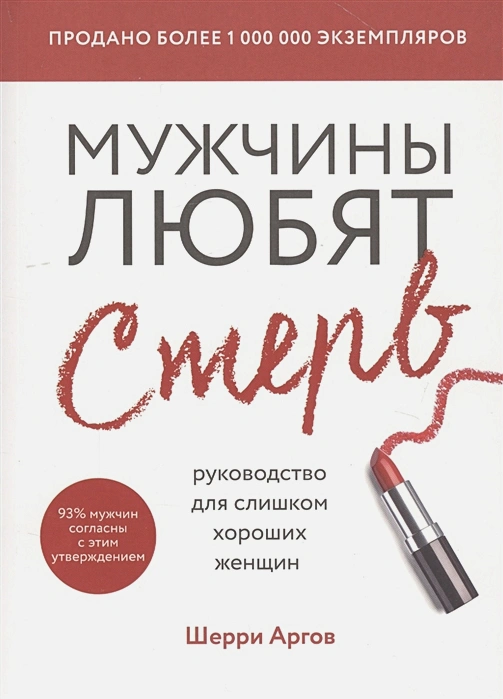 ПРОДАНО БОЛЕЕ 1 000 000 ЭКЗЕМПЛЯРОВ
МУЖЧИНЫ
ЛЮБЯТ
Стерв
руководство
для слишком
хороших
женщин
93% мужчин
согласны
с этим
утверждением
Шерри Аргов